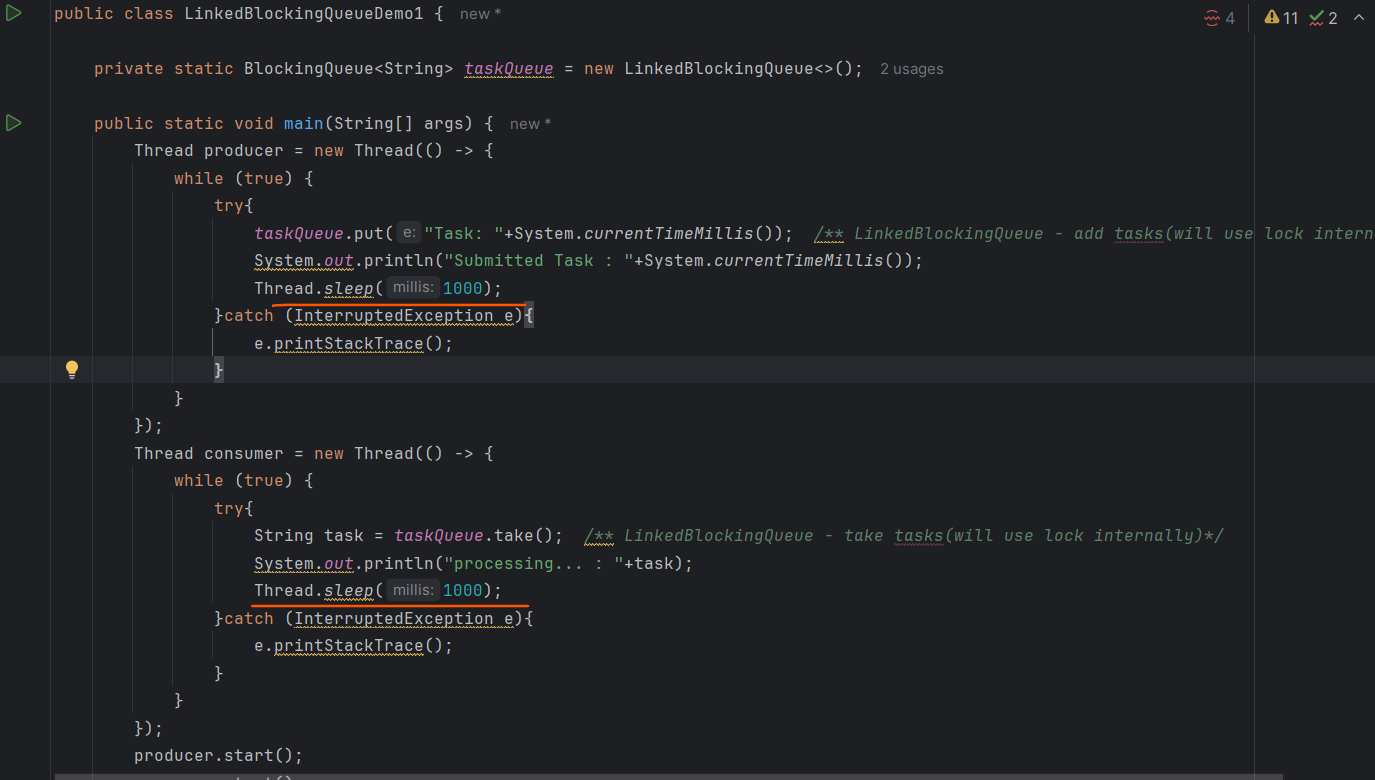 public class LinkedBlockingQueueDemo1 { new *
4 11 2
private static BlockingQueue<String> taskQueue = new LinkedBlockingQueue<>(); 2 usages
public static void main(String[] args) { new *
Thread producer = new Thread(() -> {
while (true) {
try{
taskQueue.put( e: "Task: "+System.currentTimeMillis()); /** LinkedBlockingQueue - add tasks(will use lock intern
System.out.println("Submitted Task : "+System.currentTimeMillis());
Thread.sleep( millis: 1000);
}catch (InterruptedException e){
e.printStackTrace();
}
}
});
Thread consumer = new Thread(() -> {
while (true) {
try{
String task = taskQueue.take(); /** LinkedBlockingQueue - take tasks(will use lock internally)*/
System.out.println("processing... : "+task);
Thread.sleep( millis: 1000);
}catch (InterruptedException e){
e.printStackTrace();
}
}
});
producer.start();